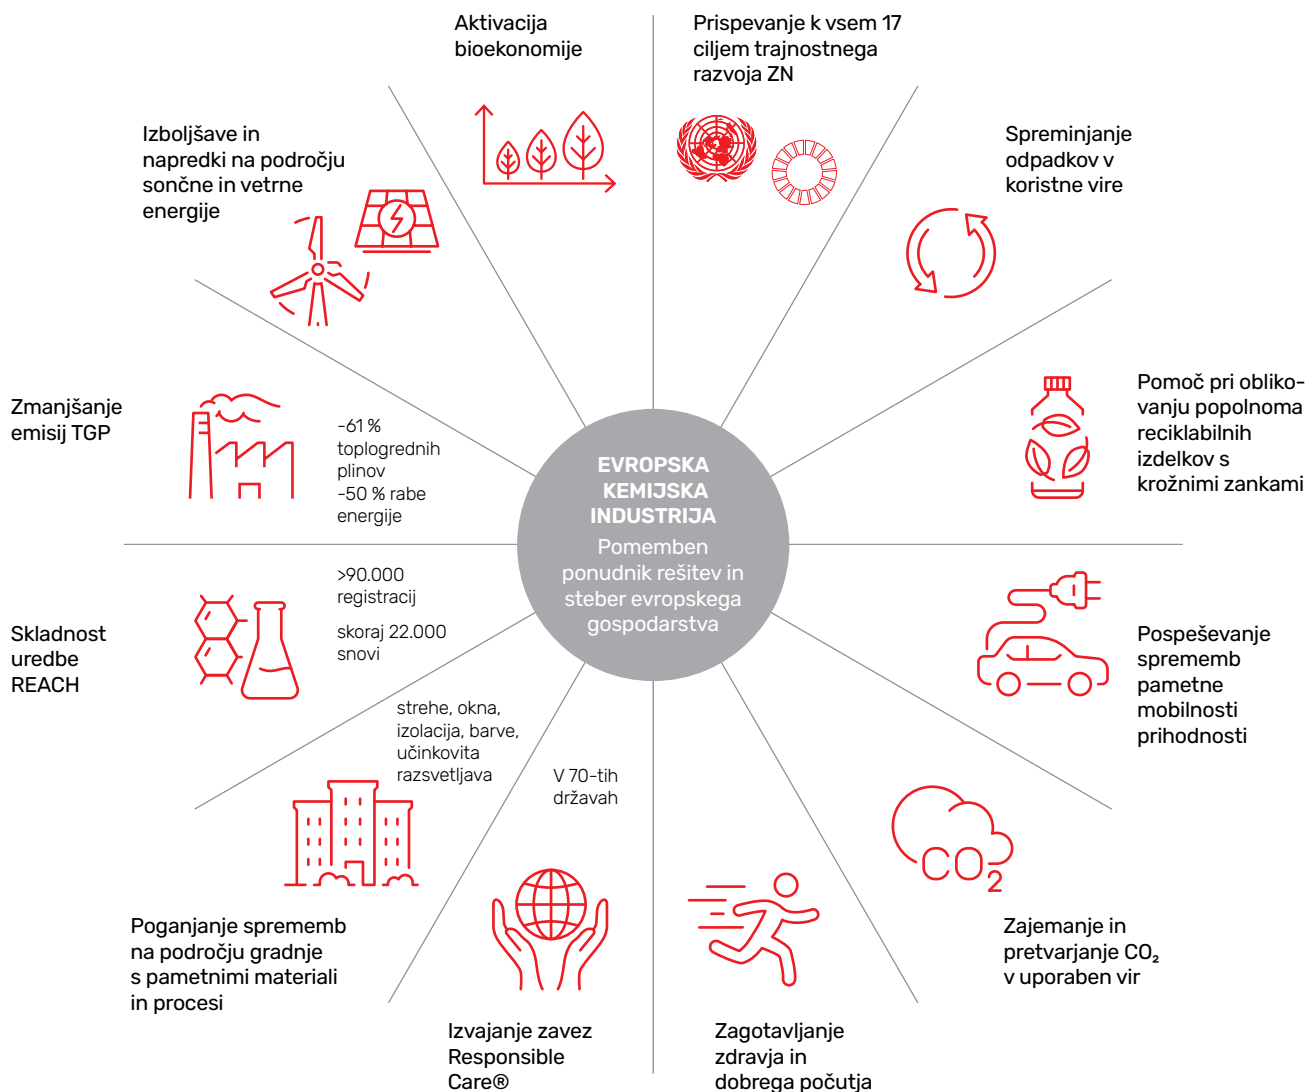 Aktivacija
bioekonomije
Prispevanje k vsem 17
ciljem trajnostnega
razvoja ZN
Izboljšave in
napredki na področju
sončne in vetrne
energije
Spreminjanje
odpadkov v
koristne vire
Zmanjšanje
emisij TGP
-61 %
toplogrednih
plinov
-50 % rabe
energije
Pomoč pri obliko-
vanju popolnoma
reciklabilnih
izdelkov s
krožnimi zankami
EVROPSKA
KEMIJSKA
INDUSTRIJA
Pomemben
ponudnik rešitev in
steber evropskega
gospodarstva
Skladnost
uredbe
REACH
>90.000
registracij
skoraj 22.000
snovi
Pospeševanje
sprememb
pametne
mobilnosti
prihodnosti
strehe, okna,
izolacija, barve,
učinkovita
razsvetljava
V 70-tih
državah
CO2
Poganjanje sprememb
na področju gradnje
s pametnimi materiali
in procesi
Zajemanje in
pretvarjanje CO₂
v uporaben vir
Izvajanje zavez
Responsible
Care®
Zagotavljanje
zdravja in
dobrega počutja